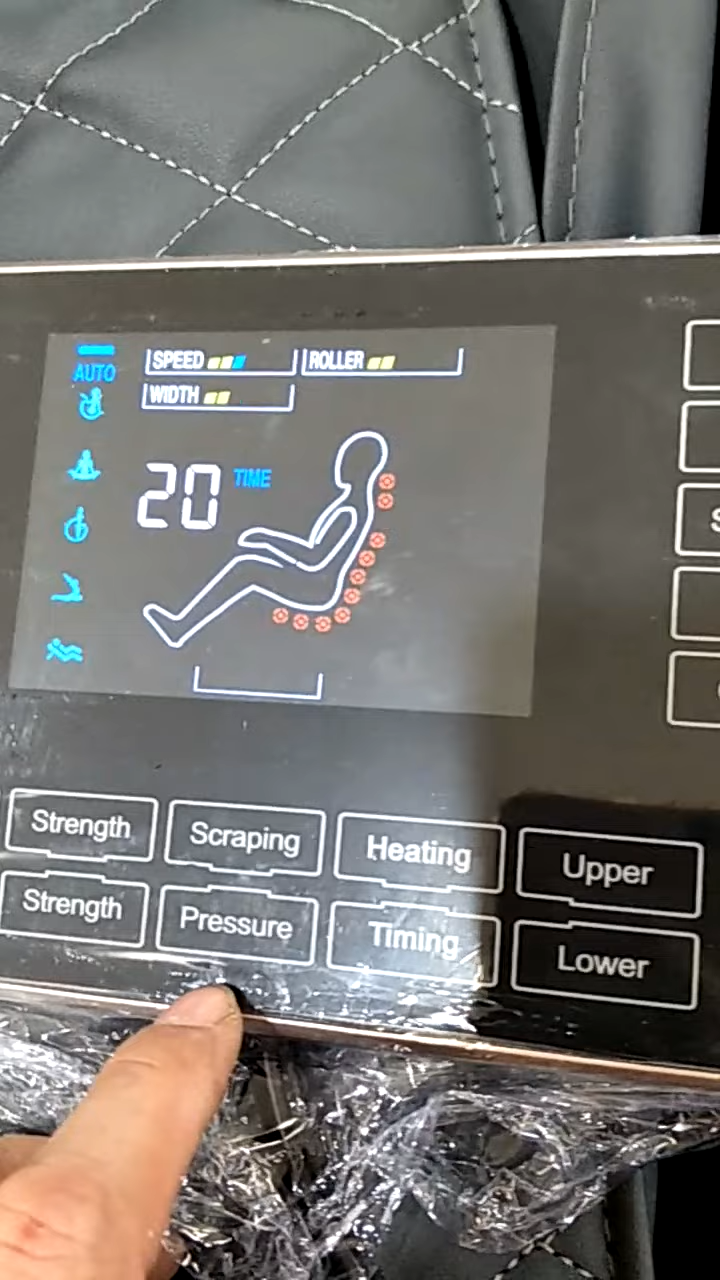 SPEED ROLLER
AUTO
WIDTH
20 TIME
S
Strength Scraping Heating Upper
Strength Pressure Timing Lower